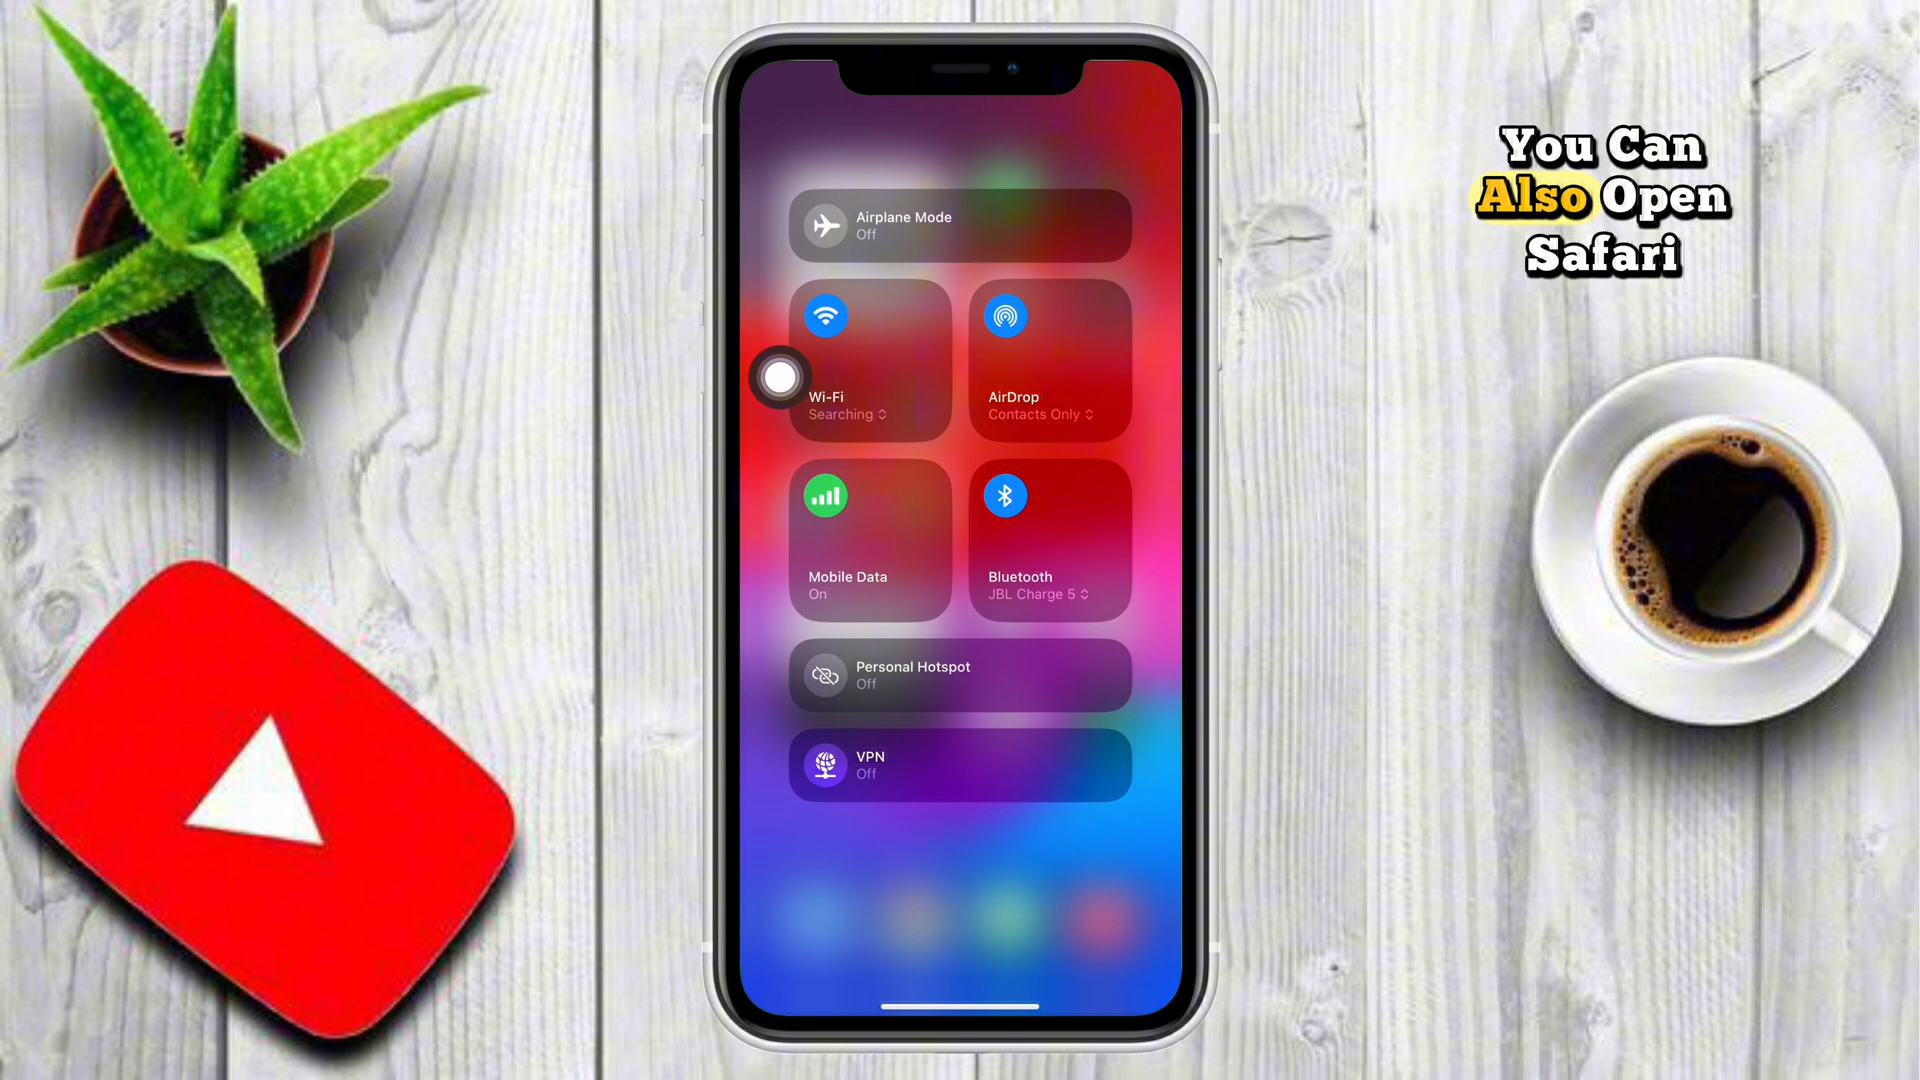 Airplane Mode
Off
Wi-Fi
Searching
AirDrop
Contacts Only
Mobile Data
On
Bluetooth
JBL Charge 5
Personal Hotspot
Off
VPN
Off
You Can
Also Open
Safari